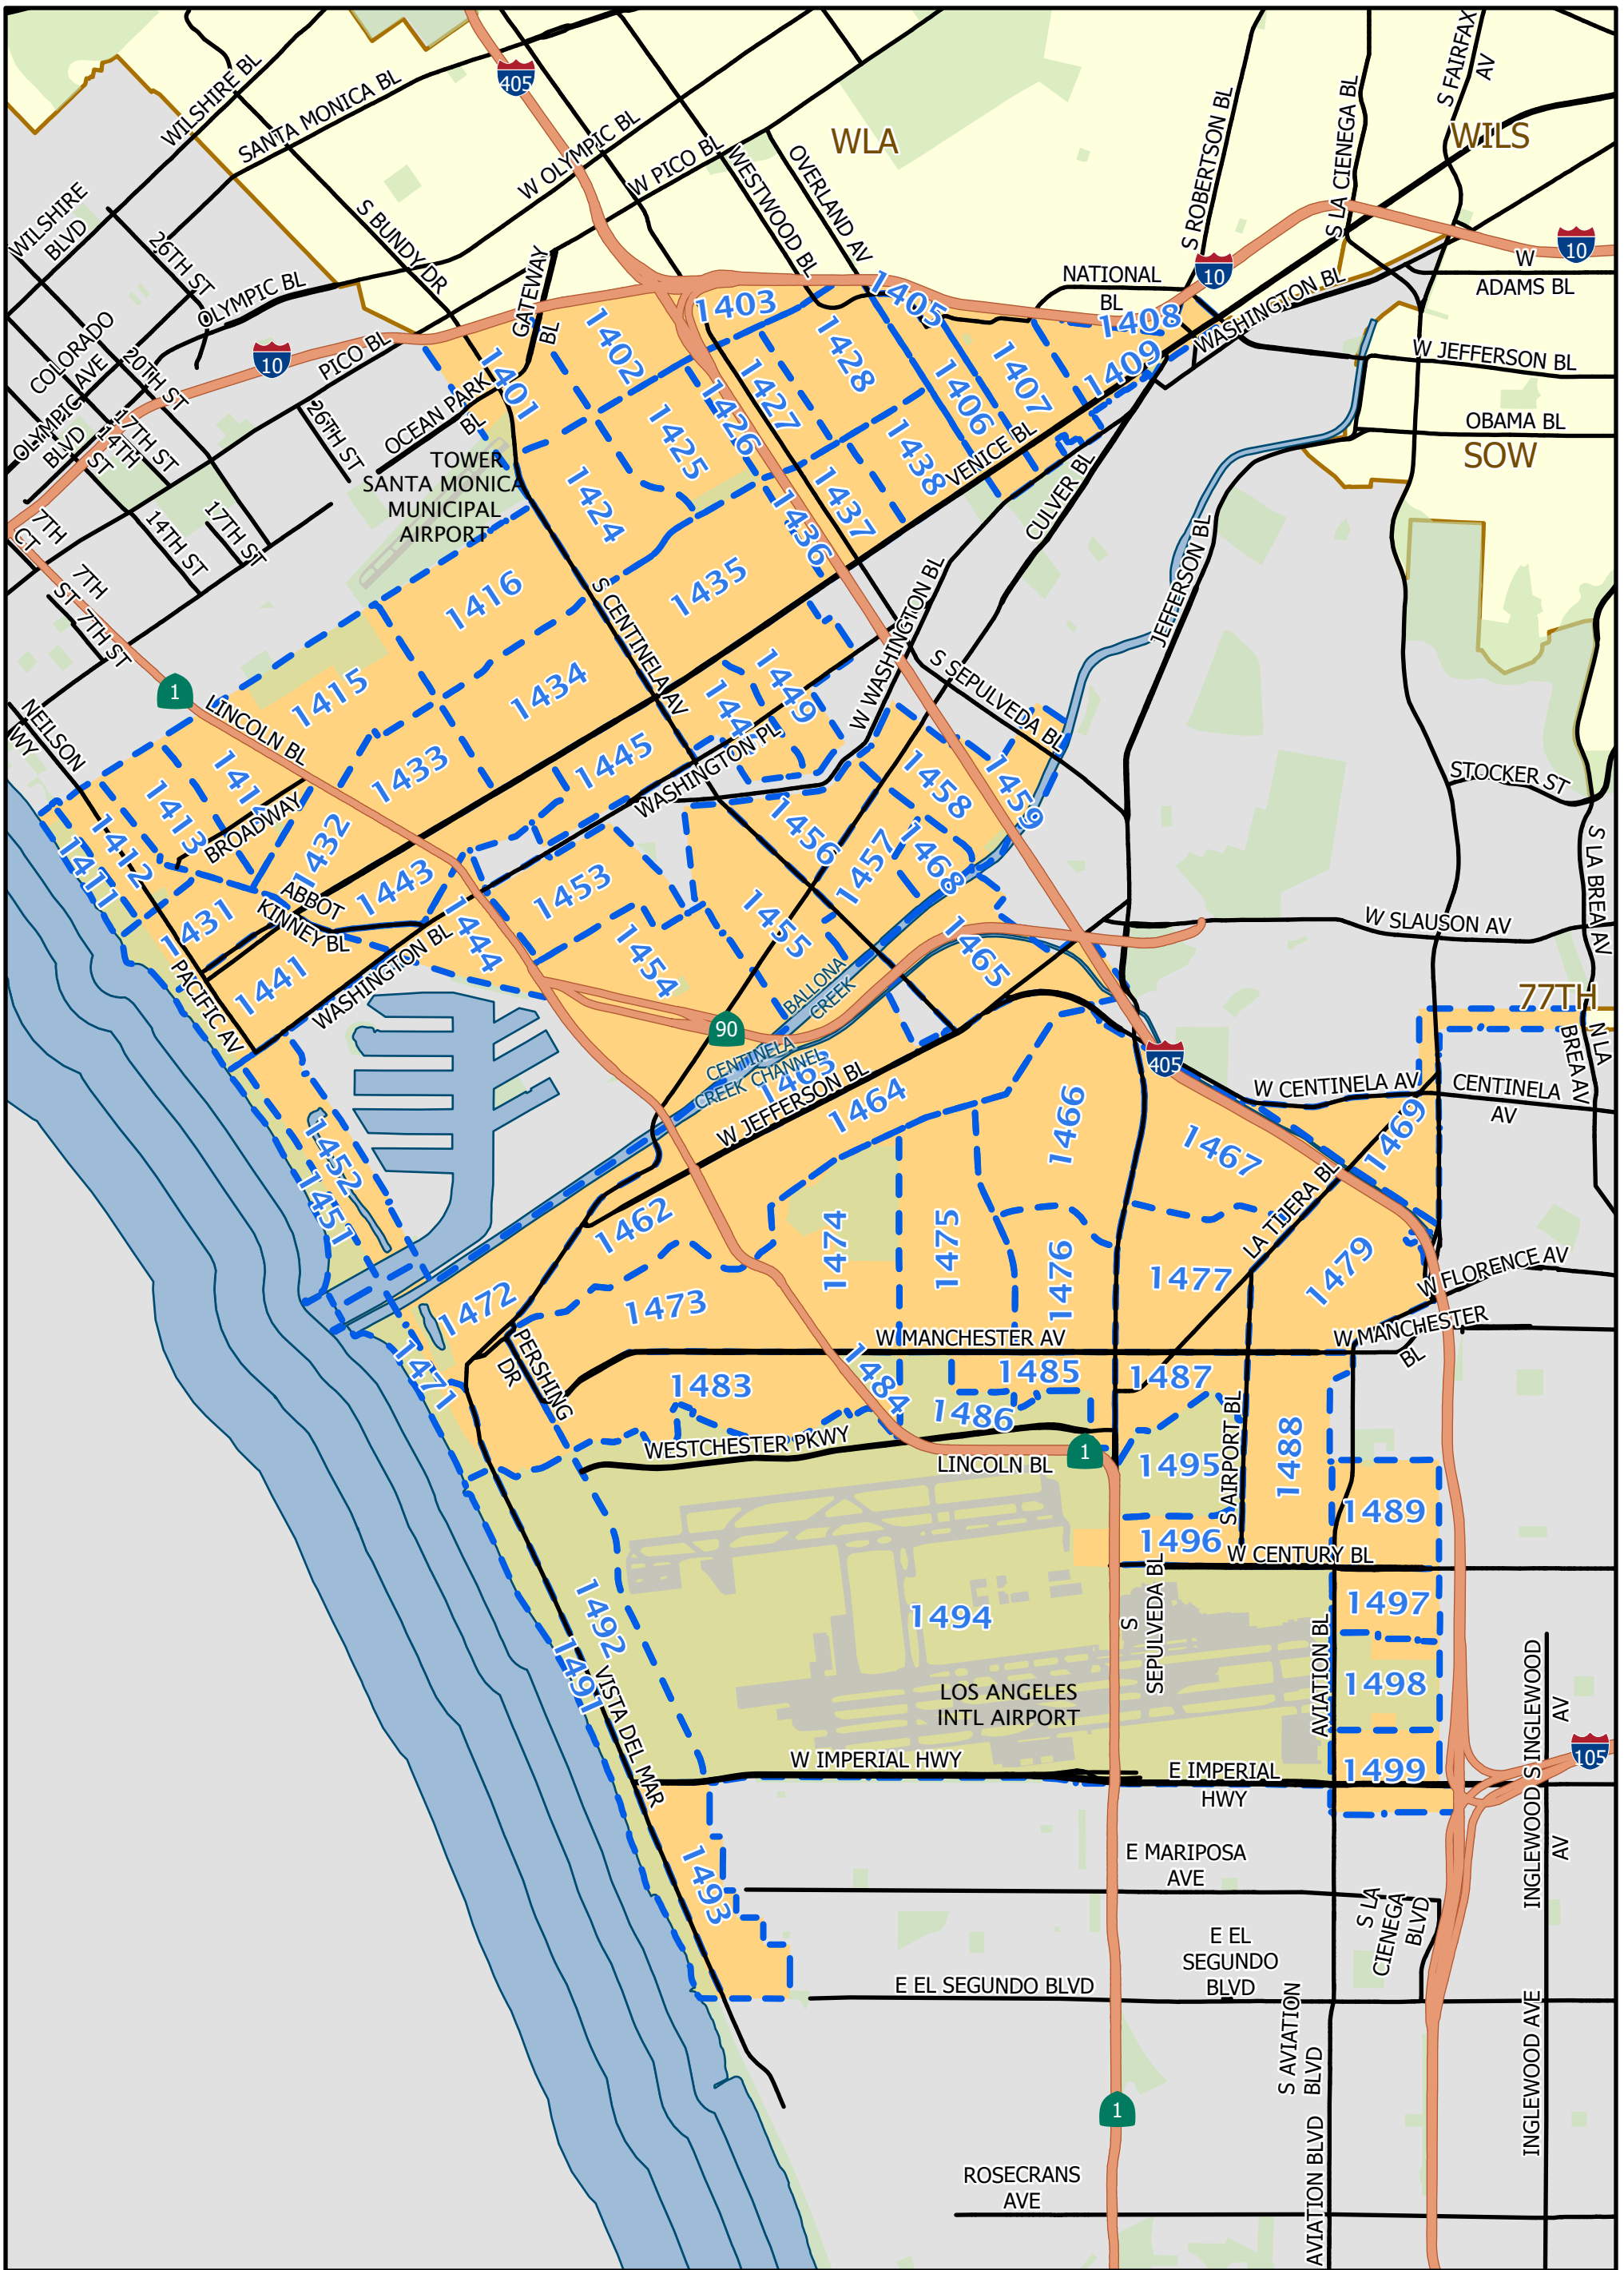 405
WILSHIRE BL
SANTA MONICA BL
W OLYMPIC BL
W PICO BL
WESTWOOD BL
OVERLAND AV
WLA
S ROBERTSON BL
S LA CIENEGA BL
S FAIRFAX
AV
WILS
WILSHIRE
BLVD
26TH ST
S BUNDY DR
OLYMPIC BL
GATEWAY
BL
NATIONAL
BL
10
10
W
ADAMS BL
WASHINGTON BL
W JEFFERSON BL
OBAMA BL
SOW
COLORADO
AVE
20TH ST
10
PICO BL
OLYMPIC
BLVD
17TH ST
14TH
ST
26TH ST
OCEAN PARK
BL
1401
1402
1403
1405
1408
1409
1407
1406
1428
1427
1426
1425
1424
1438
1437
1436
VENICE BL
CULVER BL
TOWER
SANTA MONICA
MUNICIPAL
AIRPORT
7TH
CT
14TH ST
17TH ST
7TH
ST
7TH ST
1416
1435
S CENTINELA AV
W WASHINGTON BL
JEFFERSON BL
S SEPULVEDA BL
1
LINCOLN BL
NEILSON
WY
1415
1434
1449
1433
1445
WASHINGTON PL
1413
BROADWAY
1412
1411
1432
1431
ABBOT
KINNEY BL
1443
1444
1441
PACIFIC AV
WASHINGTON BL
1453
1454
1455
1456
1457
1458
1459
1468
1465
STOCKER ST
S LA BREA AV
W SLAUSON AV
77TH
N LA
BREA AV
90
BALLONA
CREEK
CENTINELA
CREEK CHANNEL
1463
W JEFFERSON BL
1464
405
W CENTINELA AV
CENTINELA
AV
1466
1467
1469
1452
1451
1462
1474
1475
1476
1477
LA TIJERA BL
1479
W FLORENCE AV
1472
1473
1471
PERSHING
DR
W MANCHESTER AV
W MANCHESTER
BL
1483
1484
1485
1486
1487
WESTCHESTER PKWY
LINCOLN BL
1
1495
S AIRPORT BL
1488
1489
1496
W CENTURY BL
1492
1491
VISTA DEL MAR
1494
S
SEPULVEDA BL
AVIATION BL
1497
1498
1499
LOS ANGELES
INTL AIRPORT
W IMPERIAL HWY
E IMPERIAL
HWY
105
INGLEWOOD
AV
SINGLEWOOD
AV
1493
E MARIPOSA
AVE
S LA
CIENEGA
BLVD
E EL
SEGUNDO
BLVD
E EL SEGUNDO BLVD
S AVIATION
BLVD
INGLEWOOD AVE
1
ROSECRANS
AVE
AVIATION BLVD